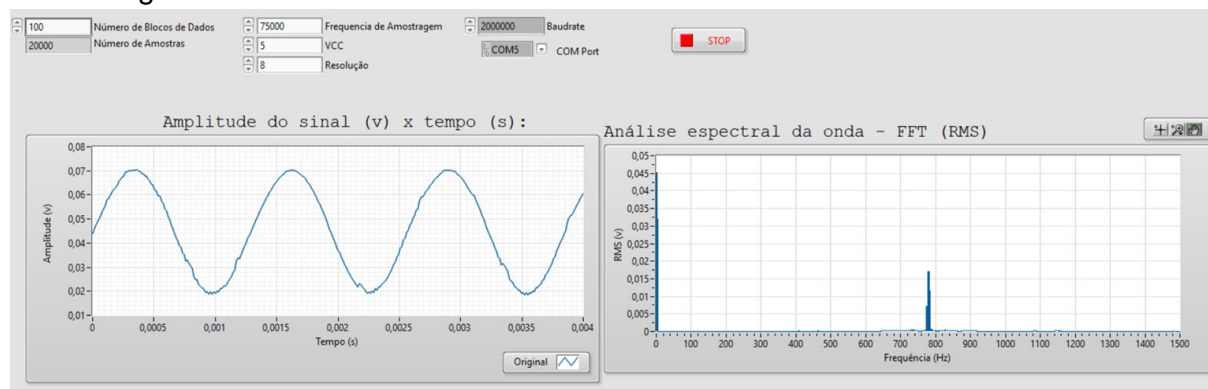 100 Número de Blocos de Dados 75000 Frequencia de Amostragem 2000000 Baudrate
20000 Número de Amostras 5 VCC COM5 COM Port
8 Resolução
STOP
Amplitude do sinal (v) x tempo (s):
0,08
0,07
0,06
0,05
0,04
0,03
0,02
0,01
Amplitude (v)
0 0,0005 0,001 0,0015 0,002 0,0025 0,003 0,0035 0,004
Tempo (s)
Original
Análise espectral da onda - FFT (RMS)
0,05
0,045
0,04
0,035
0,03
0,025
0,02
0,015
0,01
0,005
0
RMS (v)
0 100 200 300 400 500 600 700 800 900 1000 1100 1200 1300 1400 1500
Frequência (Hz)